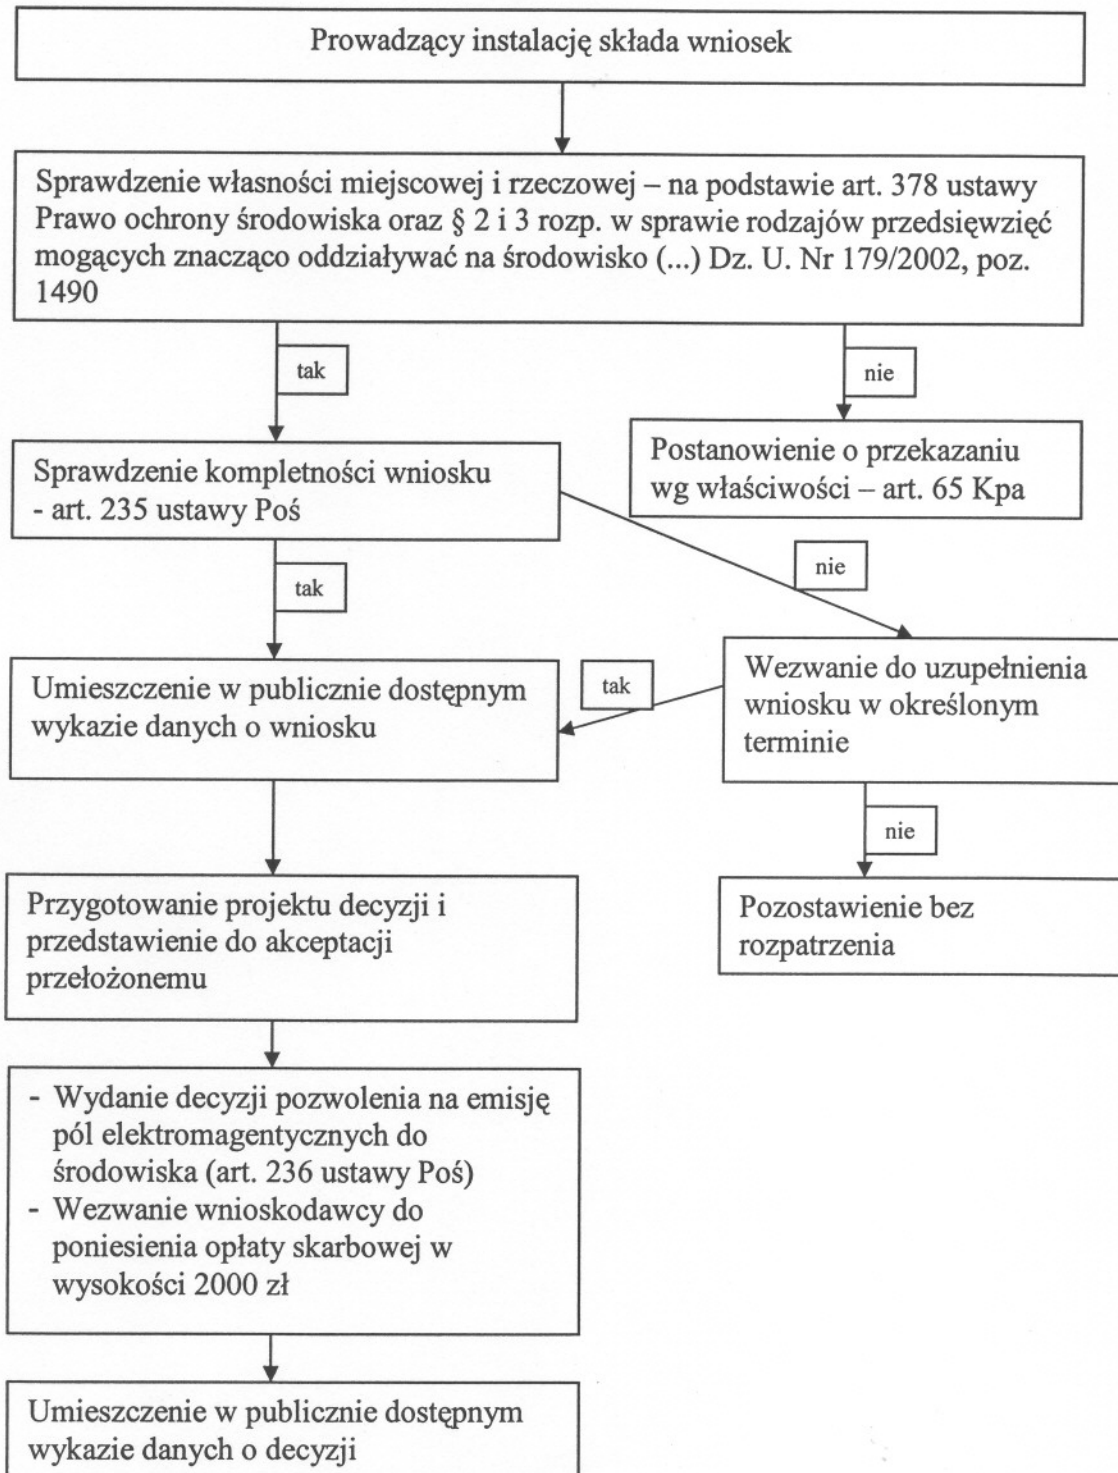 Prowadzący instalację składa wniosek
Sprawdzenie własności miejscowej i rzeczowej – na podstawie art. 378 ustawy
Prawo ochrony środowiska oraz § 2 i 3 rozp. w sprawie rodzajów przedsięwzięć
mogących znacząco oddziaływać na środowisko (...) Dz. U. Nr 179/2002, poz.
1490
tak
nie
Sprawdzenie kompletności wniosku
- art. 235 ustawy Poś
Postanowienie o przekazaniu
wg właściwości – art. 65 Kpa
tak
nie
Umieszczenie w publicznie dostępnym
wykazie danych o wniosku
tak
Wezwanie do uzupełnienia
wniosku w określonym
terminie
nie
Przygotowanie projektu decyzji i
przedstawienie do akceptacji
przełożonemu
Pozostawienie bez
rozpatrzenia
- Wydanie decyzji pozwolenia na emisję
pól elektromagentycznych do
środowiska (art. 236 ustawy Poś)
- Wezwanie wnioskodawcy do
poniesienia opłaty skarbowej w
wysokości 2000 zł
Umieszczenie w publicznie dostępnym
wykazie danych o decyzji